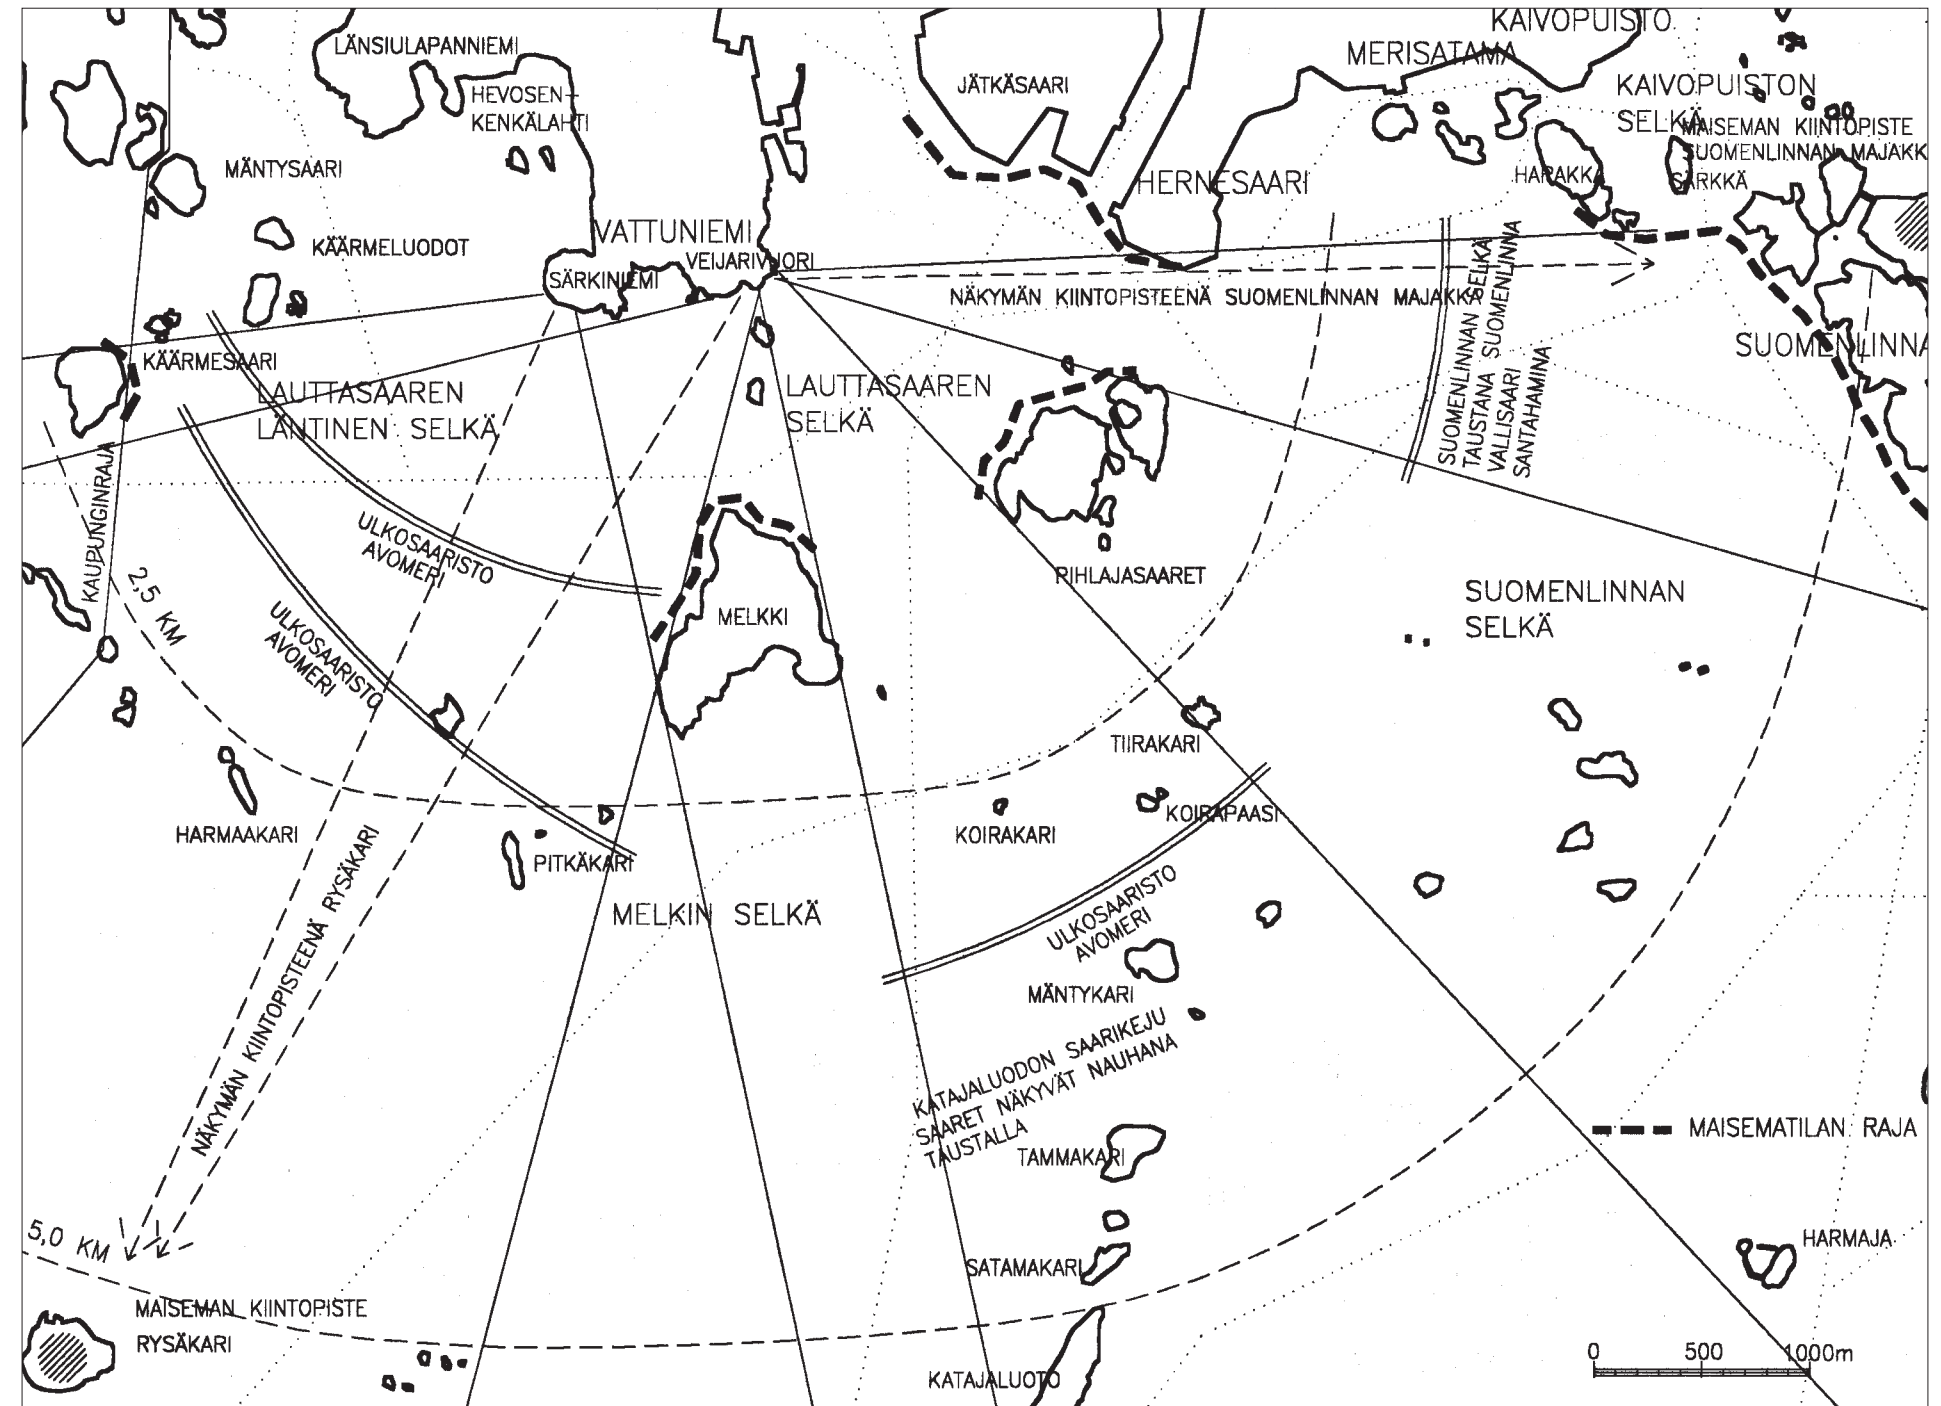 KAIVOPUISTO
LÄNSIULAPANNIEMI
MERISATAMA
JÄTKÄSAARI
KAIVOPUISTON
SELKÄ
HEVOSEN-
KENKÄLAHTI
MAISEMAN KIINTOPISTE
SUOMENLINNAN MAJAKK
MÄNTYSAARI
HERNESAARI
HARAKKA
SÄRKKÄ
VATTUNIEMI
KÄÄRMELUODOT
VEIJARIVUORI
SÄRKINIEMI
NÄKYMÄN KIINTOPISTEENÄ SUOMENLINNAN MAJAKKA
SUOMENLINNAN SELKÄ
TAUSTANA SUOMENLINNA
VALLISAARI
SANTAHAMINA
SUOMENLINNA
KÄÄRMESAARI
LAUTTASAAREN
LÄNTINEN SELKÄ
LAUTTASAAREN
SELKÄ
KAUPUNGINRAJA
ULKOSAARISTO
AVOMERI
2,5 KM
PIHLAJASAARET
SUOMENLINNAN
SELKÄ
MELKKI
ULKOSAARISTO
AVOMERI
TIIRAKARI
HARMAAKARI
KOIRAKARI
KOIRAPAASI
PITKÄKARI
MELKIN SELKÄ
ULKOSAARISTO
AVOMERI
NÄKYMÄN KIINTOPISTEENÄ RYSÄKARI
MÄNTYKARI
KATAJALUODON SAARIKEJU
SAARET NÄKYVÄT NAUHANA
TAUSTALLA
TAMMAKARI
MAISEMATILAN RAJA
5,0 KM
SATAMAKARI
HARMAJA
MAISEMAN KIINTOPISTE
RYSÄKARI
KATAJALUOTO
0 500 1000m